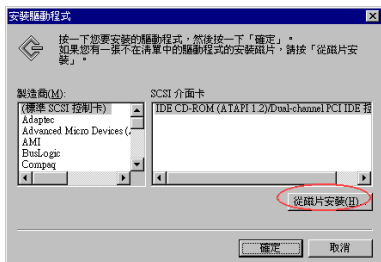 安裝驅動程式
按一下您要安裝的驅動程式，然後按一下「確定」。
如果您有一張不在清單中的驅動程式的安裝磁片，請按「從磁片安
裝」。
製造商(M):
SCSI 介面卡
(標準 SCSI 控制卡)
Adaptec
Advanced Micro Devices (
AMI
BusLogic
Compaq
IDE CD-ROM (ATAPI 1.2)/Dual-channel PCI IDE 控
從磁片安裝(H)...
確定
取消